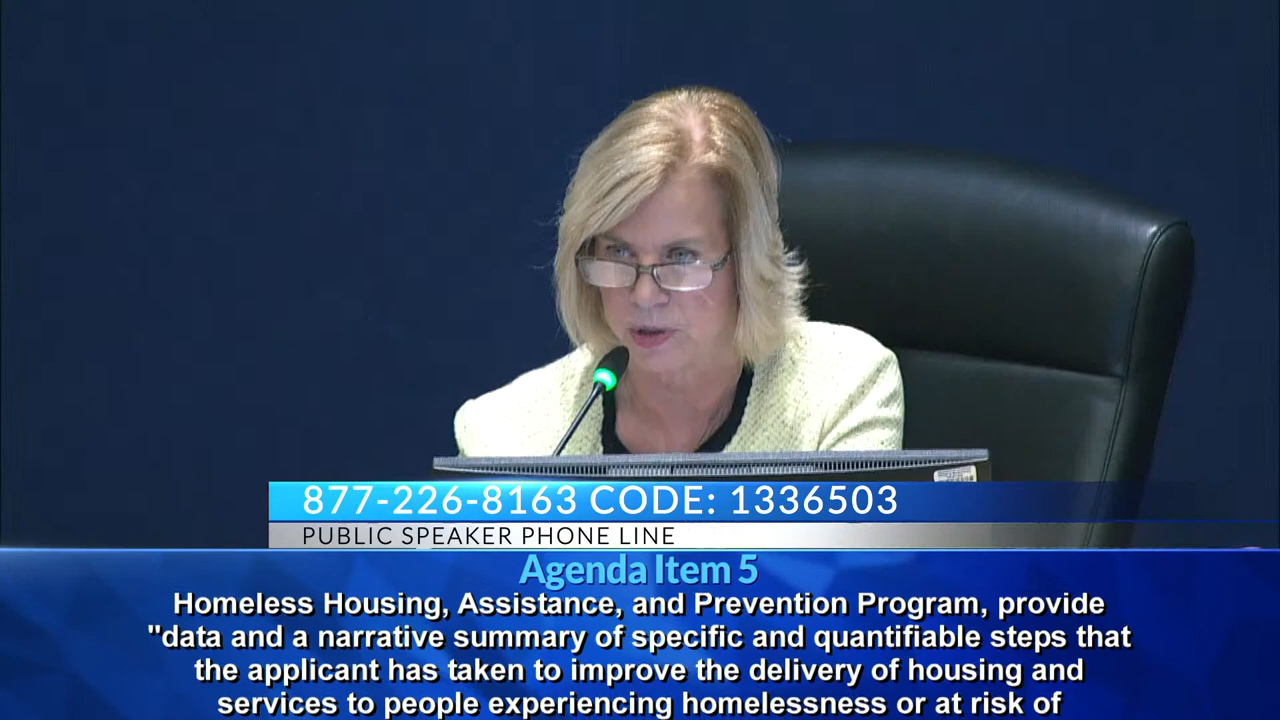 877-226-8163 CODE: 1336503
PUBLIC SPEAKER PHONE LINE
Agenda Item 5
Homeless Housing, Assistance, and Prevention Program, provide
"data and a narrative summary of specific and quantifiable steps that
the applicant has taken to improve the delivery of housing and
services to people experiencing homelessness or at risk of